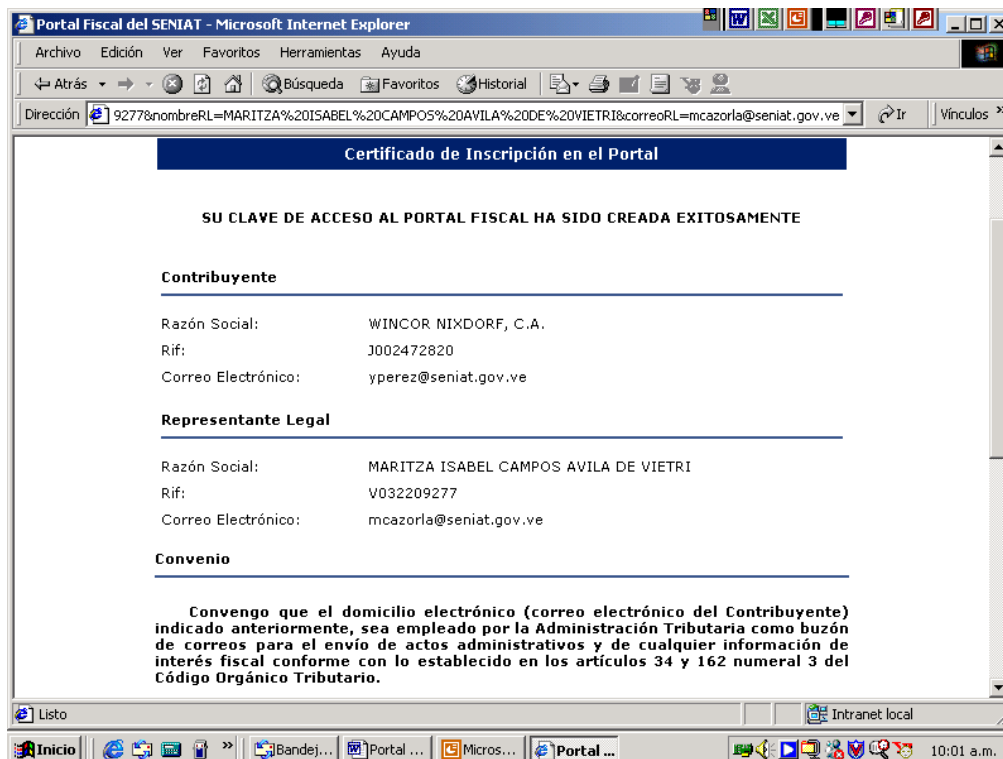 Portal Fiscal del SENIAT - Microsoft Internet Explorer
Archivo Edición Ver Favoritos Herramientas Ayuda
Atrás Búsqueda Favoritos Historial
Dirección 9277&nombreRL=MARITZA%20ISABEL%20CAMPOS%20AVILA%20DE%20VIETRI&correoRL=mcazorla@seniat.gov.ve Ir Vínculos »
Certificado de Inscripción en el Portal
SU CLAVE DE ACCESO AL PORTAL FISCAL HA SIDO CREADA EXITOSAMENTE
Contribuyente
Razón Social: WINCOR NIXDORF, C.A.
Rif: J002472820
Correo Electrónico: yperez@seniat.gov.ve
Representante Legal
Razón Social: MARITZA ISABEL CAMPOS AVILA DE VIETRI
Rif: V032209277
Correo Electrónico: mcazorla@seniat.gov.ve
Convenio
Convengo que el domicilio electrónico (correo electrónico del Contribuyente)
indicado anteriormente, sea empleado por la Administración Tributaria como buzón
de correos para el envío de actos administrativos y de cualquier información de
interés fiscal conforme con lo establecido en los artículos 34 y 162 numeral 3 del
Código Orgánico Tributario.
Listo Intranet local
Inicio » Bandej... Portal ... Micros... Portal ... 10:01 a.m.